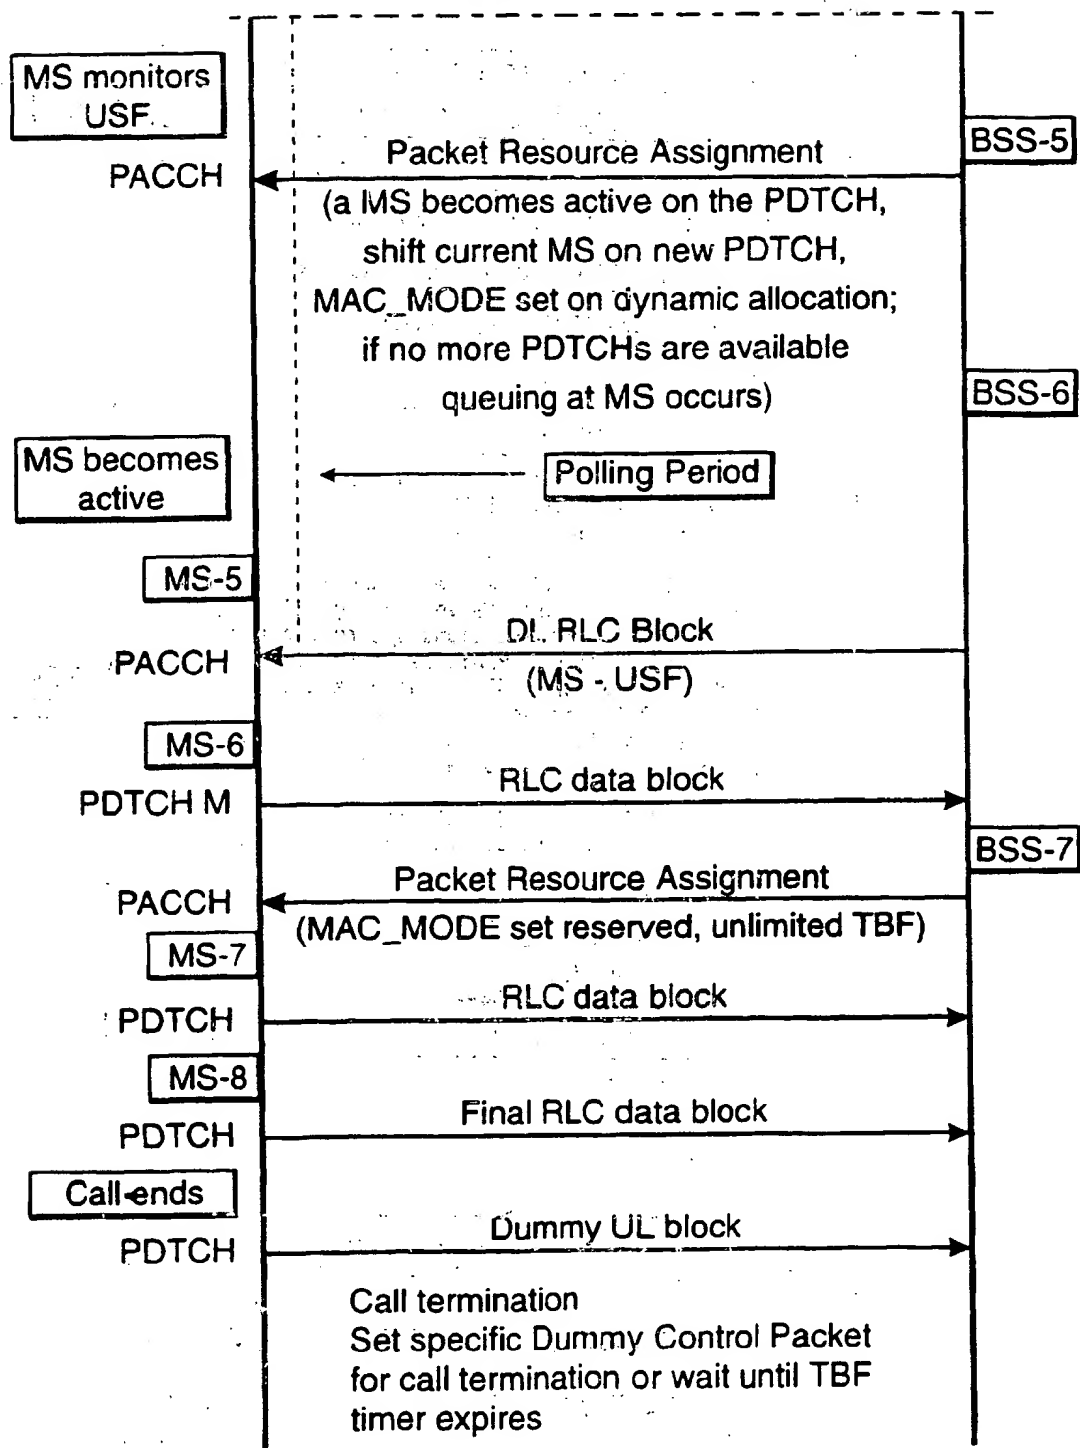 MS monitors
USF
BSS-5
Packet Resource Assignment
PACCH
(a MS becomes active on the PDTCH,
shift current MS on new PDTCH,
MAC_MODE set on dynamic allocation;
if no more PDTCHs are available
queuing at MS occurs)
BSS-6
MS becomes
active
Polling Period
MS-5
DL RLC Block
PACCH
(MS - USF)
MS-6
RLC data block
PDTCH M
BSS-7
Packet Resource Assignment
PACCH
(MAC_MODE set reserved, unlimited TBF)
MS-7
RLC data block
PDTCH
MS-8
Final RLC data block
PDTCH
Call ends
Dummy UL block
PDTCH
Call termination
Set specific Dummy Control Packet
for call termination or wait until TBF
timer expires